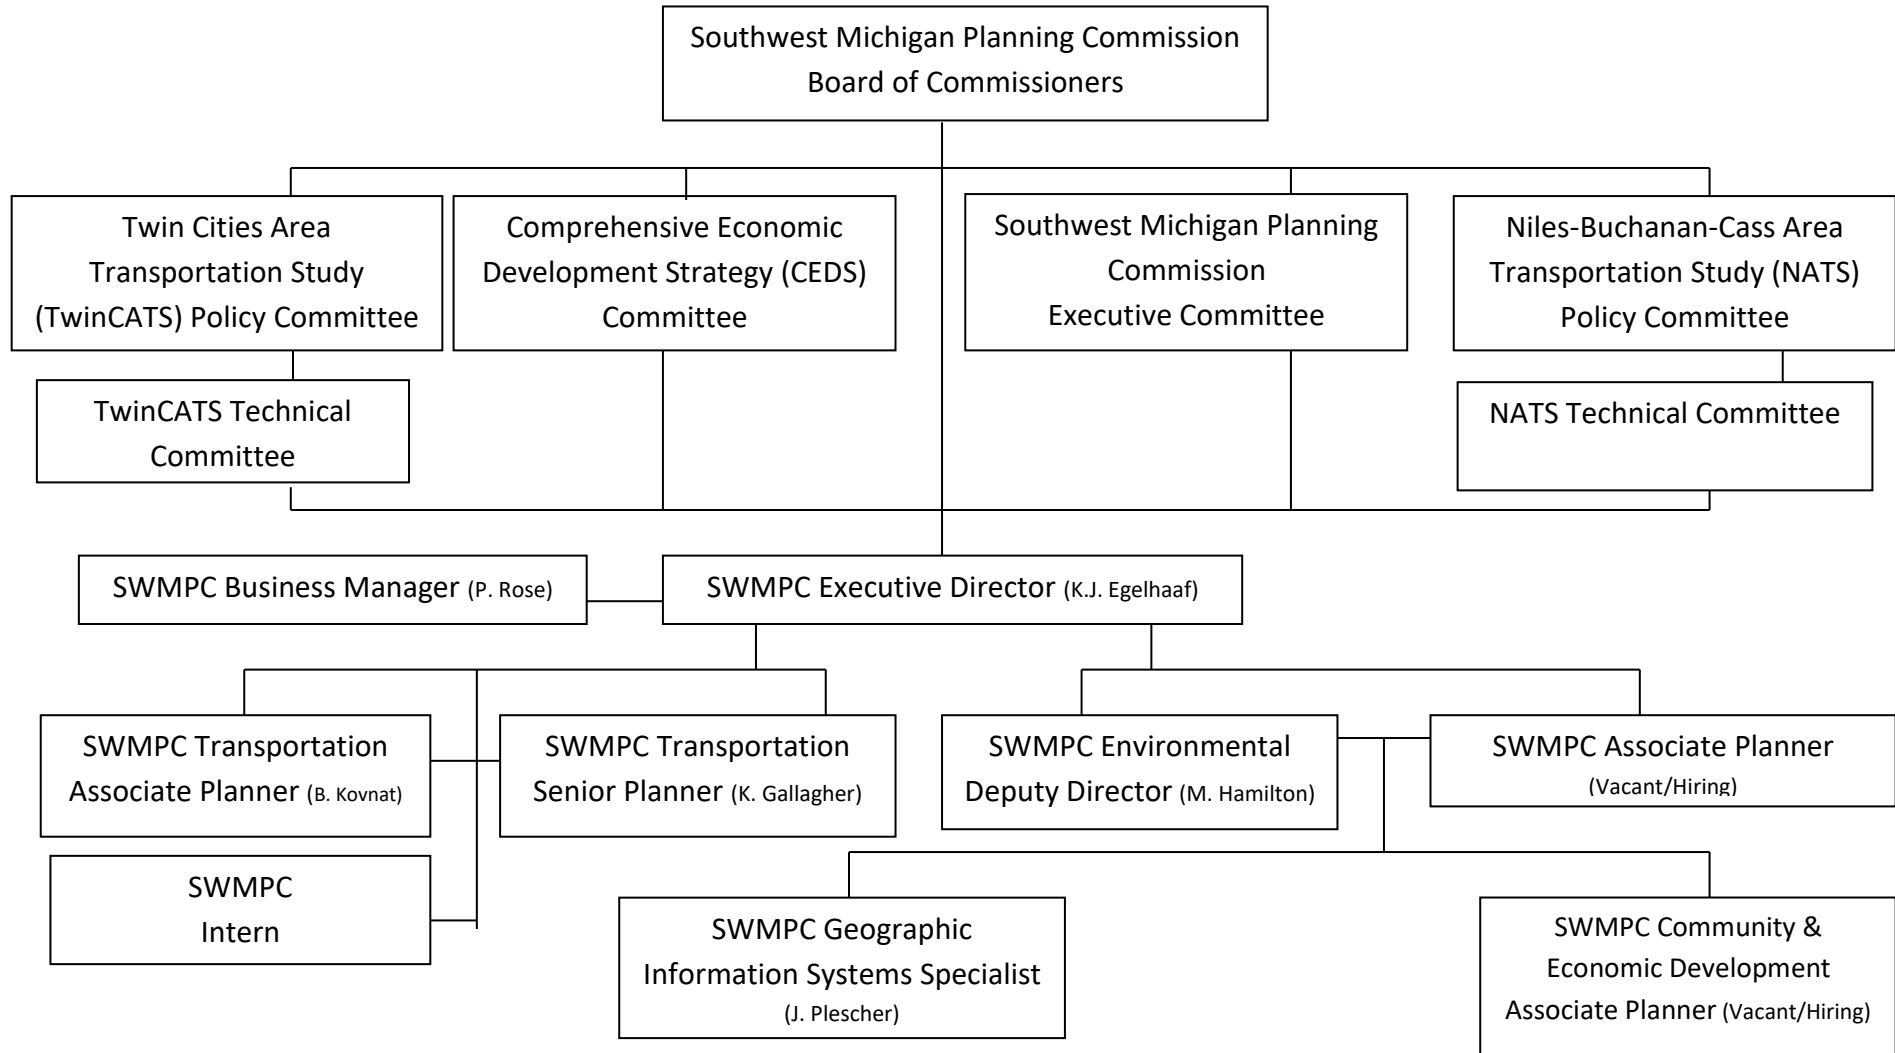 Southwest Michigan Planning Commission
Board of Commissioners
Twin Cities Area
Transportation Study
(TwinCATS) Policy Committee
Comprehensive Economic
Development Strategy (CEDS)
Committee
Southwest Michigan Planning
Commission
Executive Committee
Niles-Buchanan-Cass Area
Transportation Study (NATS)
Policy Committee
TwinCATS Technical
Committee
NATS Technical Committee
SWMPC Business Manager (P. Rose)
SWMPC Executive Director (K.J. Egelhaaf)
SWMPC Transportation
Associate Planner (B. Kovnat)
SWMPC Transportation
Senior Planner (K. Gallagher)
SWMPC Environmental
Deputy Director (M. Hamilton)
SWMPC Associate Planner
(Vacant/Hiring)
SWMPC
Intern
SWMPC Geographic
Information Systems Specialist
(J. Plescher)
SWMPC Community &
Economic Development
Associate Planner (Vacant/Hiring)